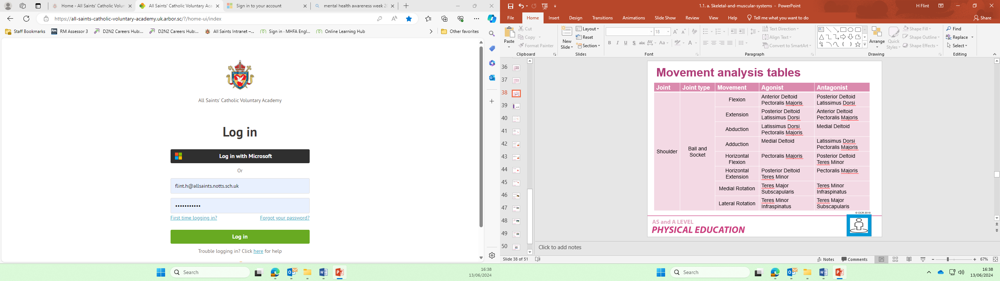 Home - All Saints' Catholic Volun
All Saints' Catholic Voluntary Aca
Sign in to your account
mental health awareness week 20
https://all-saints-catholic-voluntary-academy.uk.arbor.sc/?/home-ui/index
Staff Bookmarks
RM Assessor 3
D2N2 Careers Hub:...
D2N2 Careers Hub:...
All Saints Intranet –...
Sign in · MHFA Engl...
Online Learning Hub
Other favorites
All Saints' Catholic Voluntary Academy
Log in
Log in with Microsoft
Or
flint.h@allsaints.notts.sch.uk
•••••••••••
First time logging in? Forgot your password?
Log in
Trouble logging in? Click here for help
Search
16:38
13/06/2024
1.1. a. Skeletal-and-muscular-systems - PowerPoint
H Flint
File Home Insert Design Transitions Animations Slide Show Review View Help Tell me what you want to do
Share
Paste
Cut
Copy
Format Painter
Clipboard
New
Slide
Layout
Reset
Section
Slides
18
B I U S abc AV Aa
Font
Text Direction
Align Text
Convert to SmartArt
Paragraph
Arrange
Quick
Styles
Shape Fill
Shape Outline
Shape Effects
Drawing
Find
Replace
Select
Editing
36
37
38
39
40
41
42
43
44
45
46
47
48
49
50
Movement analysis tables
Joint Joint type Movement Agonist Antagonist
Shoulder
Ball and
Socket
Flexion
Anterior Deltoid
Pectoralis Majoris
Posterior Deltoid
Latissimus Dorsi
Extension
Posterior Deltoid
Latissimus Dorsi
Anterior Deltoid
Pectoralis Majoris
Abduction
Latissimus Dorsi
Pectoralis Majoris
Medial Deltoid
Adduction
Medial Deltoid
Latissimus Dorsi
Pectoralis Majoris
Horizontal
Flexion
Pectoralis Majoris
Posterior Deltoid
Teres Minor
Horizontal
Extension
Posterior Deltoid
Teres Minor
Pectoralis Majoris
Medial Rotation
Teres Major
Subscapularis
Teres Minor
Infraspinatus
Lateral Rotation
Teres Minor
Infraspinatus
Teres Major
Subscapularis
© OCR 2019
AS and A LEVEL
PHYSICAL EDUCATION
Click to add notes
Slide 38 of 51
Notes
Comments
67%
Search
16:38
13/06/2024